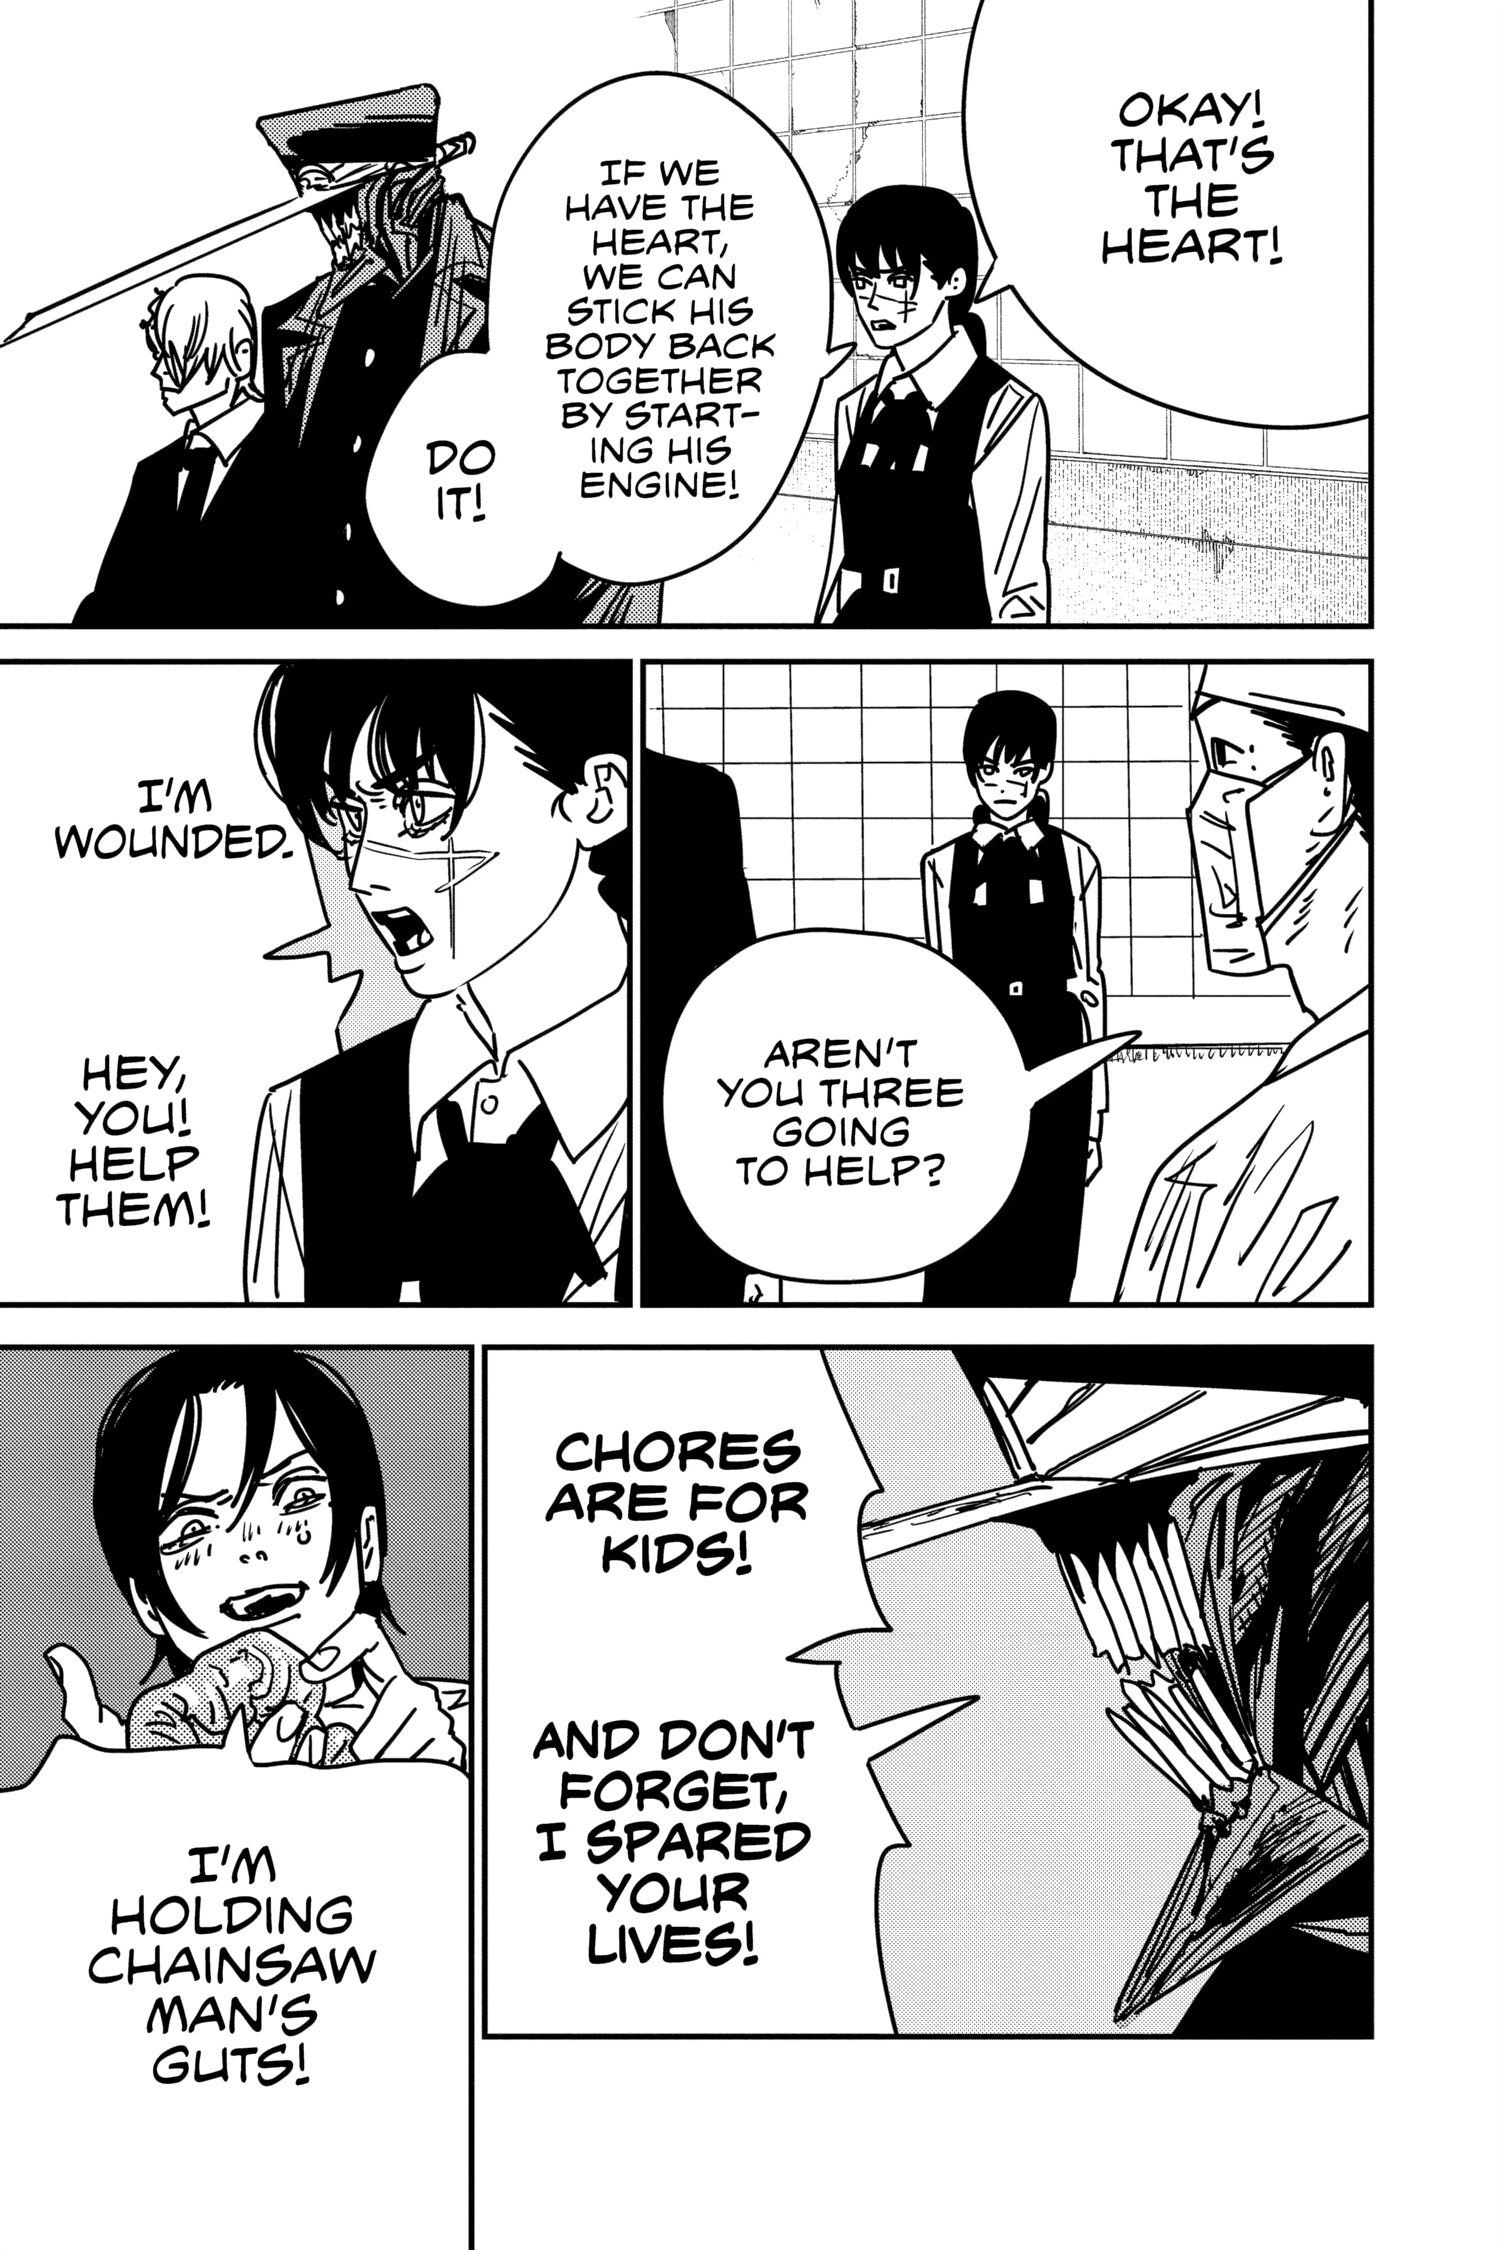 OKAY!
THAT'S
THE
HEART!
IF WE
HAVE THE
HEART,
WE CAN
STICK HIS
BODY BACK
TOGETHER
BY START-
ING HIS
ENGINE!
DO
IT!
AREN'T
YOU THREE
GOING
TO HELP?
I'M
WOUNDED.
HEY,
YOU!
HELP
THEM!
CHORES
ARE FOR
KIDS!
AND DON'T
FORGET,
I SPARED
YOUR
LIVES!
I'M
HOLDING
CHAINSAW
MAN'S
GUTS!